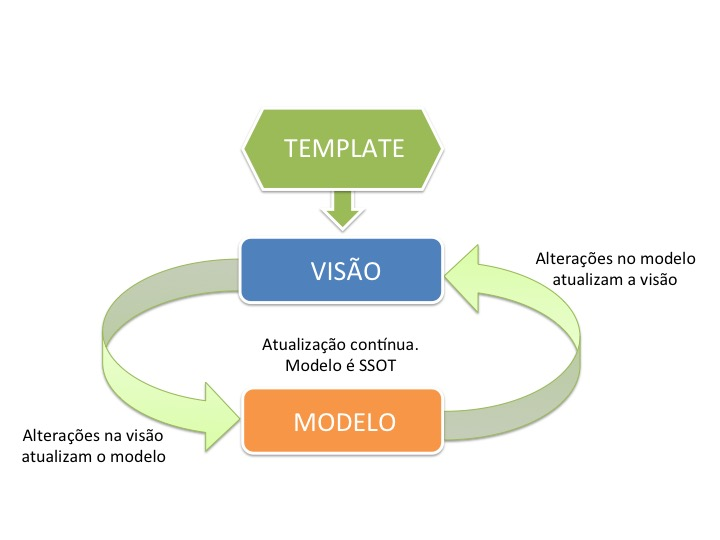 TEMPLATE
VISÃO
Alterações no modelo
atualizam a visão
Atualização contínua.
Modelo é SSOT
MODELO
Alterações na visão
atualizam o modelo